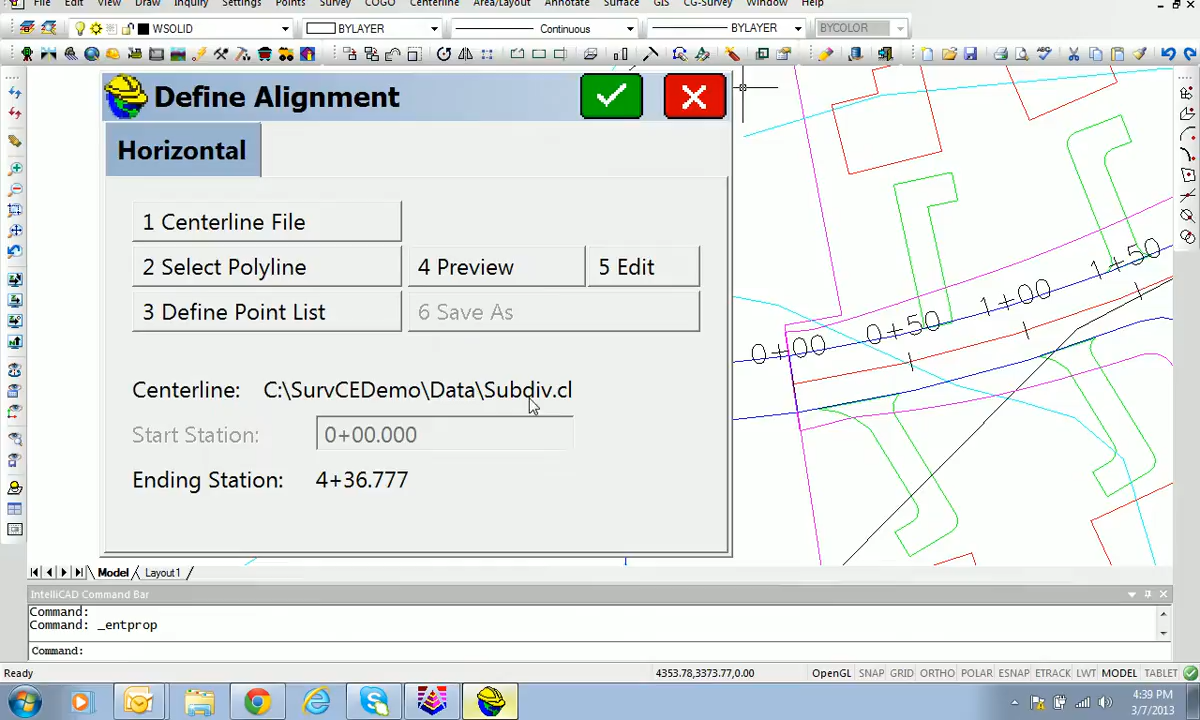 File Edit View Draw Inquiry Settings Points Survey COGO Centerline Area/Layout Annotate Surface GIS CG-Survey Window Help
WSOLID BYLAYER Continuous BYLAYER BYCOLOR
Define Alignment
Horizontal
1 Centerline File
2 Select Polyline 4 Preview 5 Edit
3 Define Point List 6 Save As
Centerline: C:\SurvCEDemo\Data\Subdiv.cl
Start Station: 0+00.000
Ending Station: 4+36.777
0+00 0+50 1+00 1+50
Model Layout1
IntelliCAD Command Bar
Command:
Command: _entprop
Command:
Ready 4353.78,3373.77,0.00 OpenGL SNAP GRID ORTHO POLAR ESNAP ETRACK LWT MODEL TABLET
4:39 PM
3/7/2013